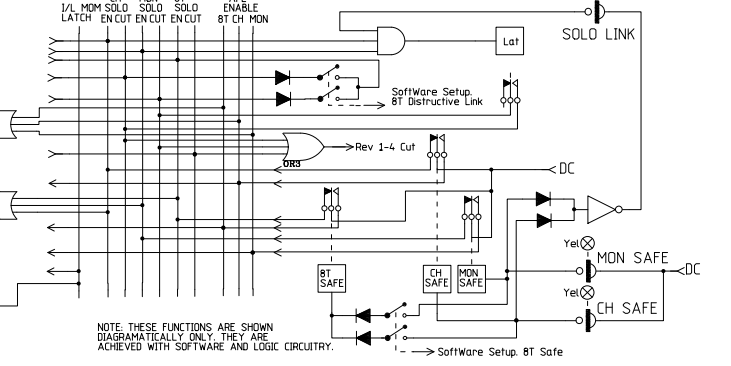 I/L MOM
SOLO
SOLO
SOLO
ENABLE
LATCH
EN CUT
EN CUT
EN CUT
8T CH MON
SOLO LINK
Lat
SoftWare Setup.
8T Distructive Link
OR3
Rev 1-4 Cut
DC
8T
SAFE
CH
SAFE
MON
SAFE
Yel
MON SAFE
DC
Yel
CH SAFE
NOTE: THESE FUNCTIONS ARE SHOWN
DIAGRAMATICALLY ONLY. THEY ARE
ACHIEVED WITH SOFTWARE AND LOGIC CIRCUITRY.
SoftWare Setup. 8T Safe